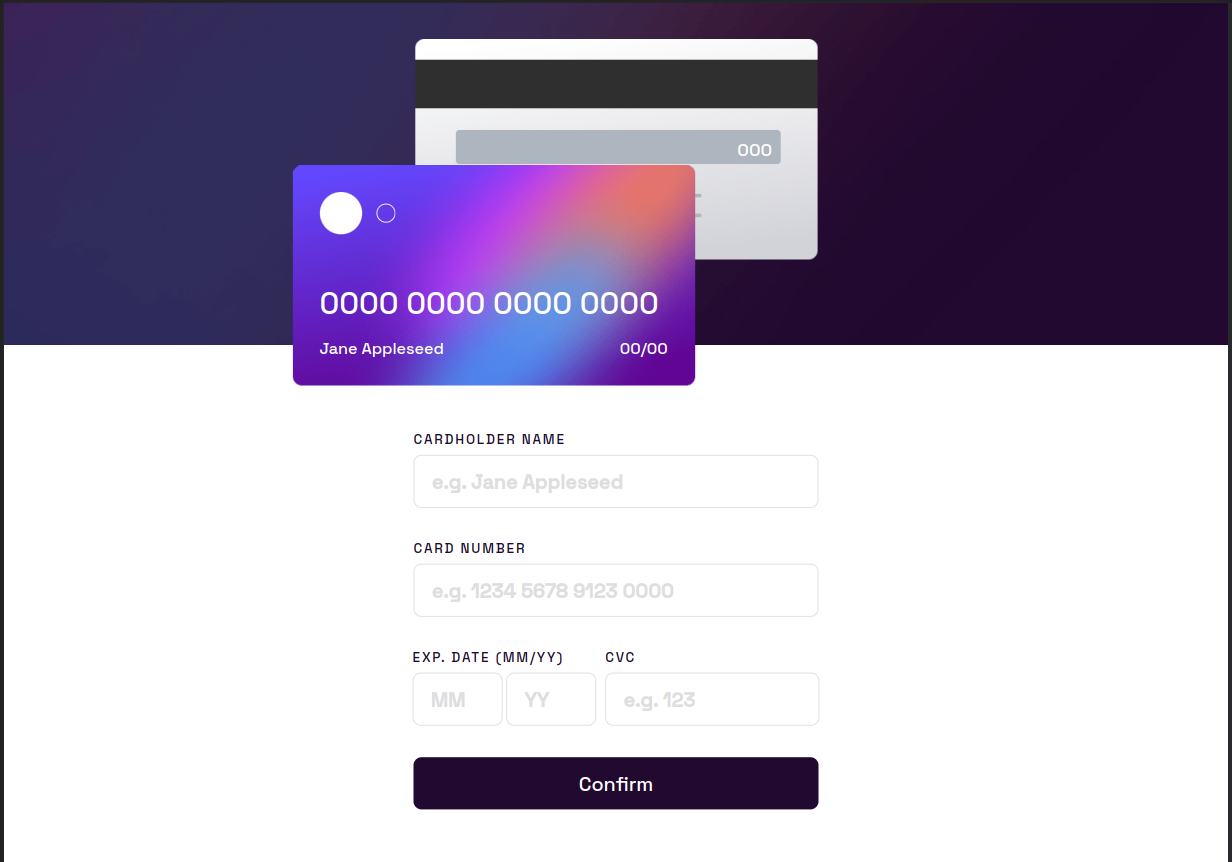 000
0000 0000 0000 0000
Jane Appleseed 00/00
CARDHOLDER NAME
e.g. Jane Appleseed
CARD NUMBER
e.g. 1234 5678 9123 0000
EXP. DATE (MM/YY) CVC
MM YY e.g. 123
Confirm